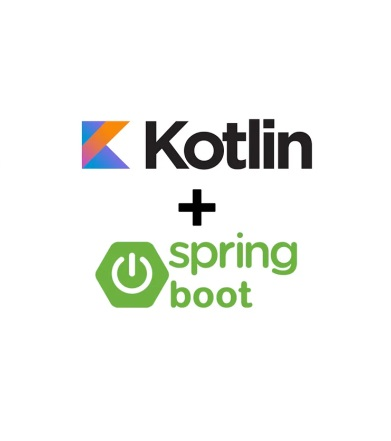 Kotlin
+
spring
boot